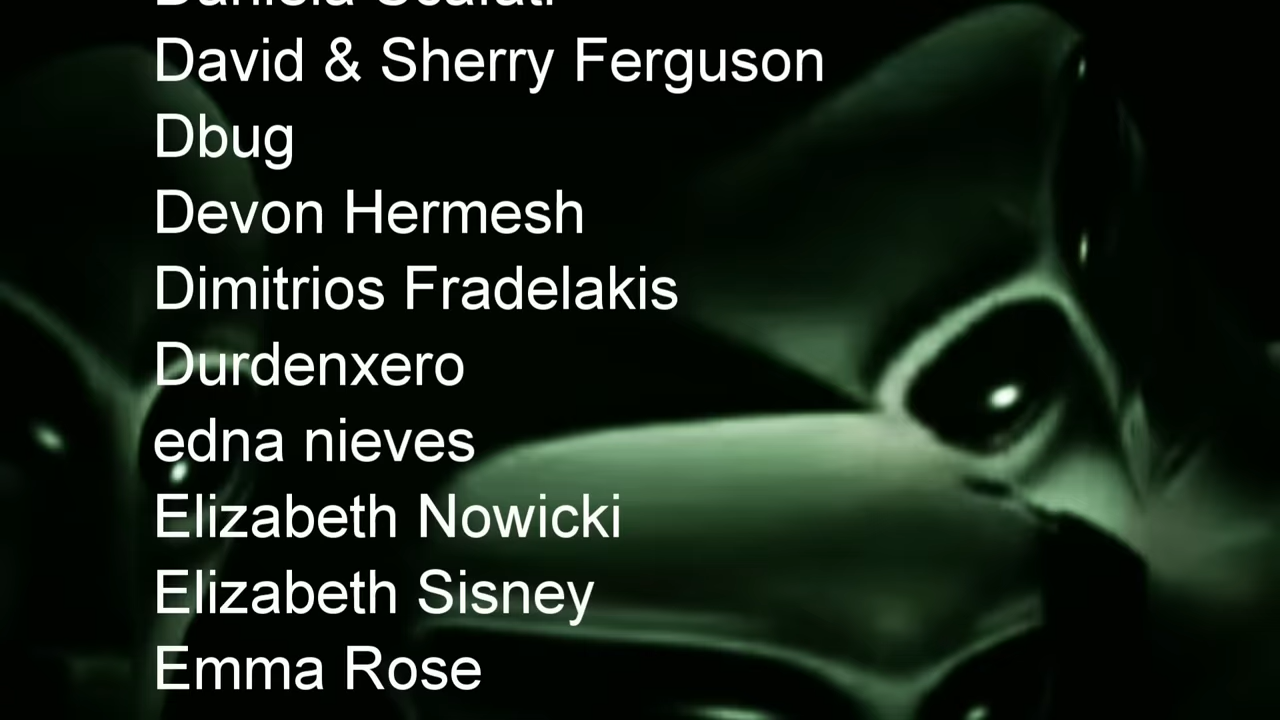 David & Sherry Ferguson
Dbug
Devon Hermesh
Dimitrios Fradelakis
Durdenxero
edna nieves
Elizabeth Nowicki
Elizabeth Sisney
Emma Rose